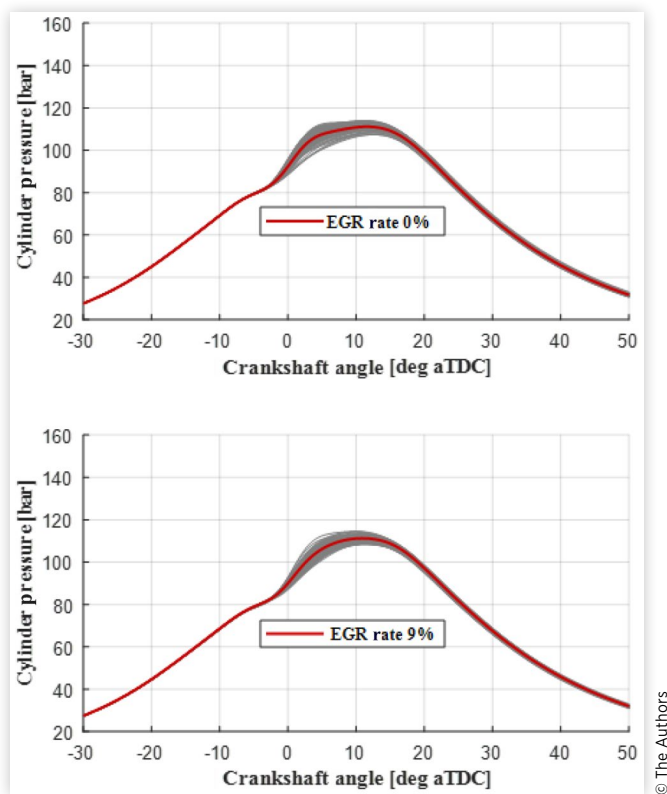 160
140
120
100
80
60
40
20
Cylinder pressure [bar]
EGR rate 0%
-30 -20 -10 0 10 20 30 40 50
Crankshaft angle [deg aTDC]
160
140
120
100
80
60
40
20
Cylinder pressure [bar]
EGR rate 9%
-30 -20 -10 0 10 20 30 40 50
Crankshaft angle [deg aTDC]
© The Authors